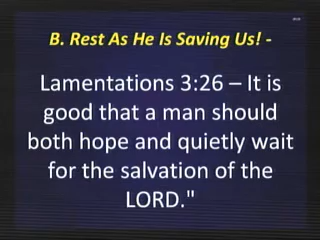 B. Rest As He Is Saving Us! -
Lamentations 3:26 – It is
good that a man should
both hope and quietly wait
for the salvation of the
LORD."